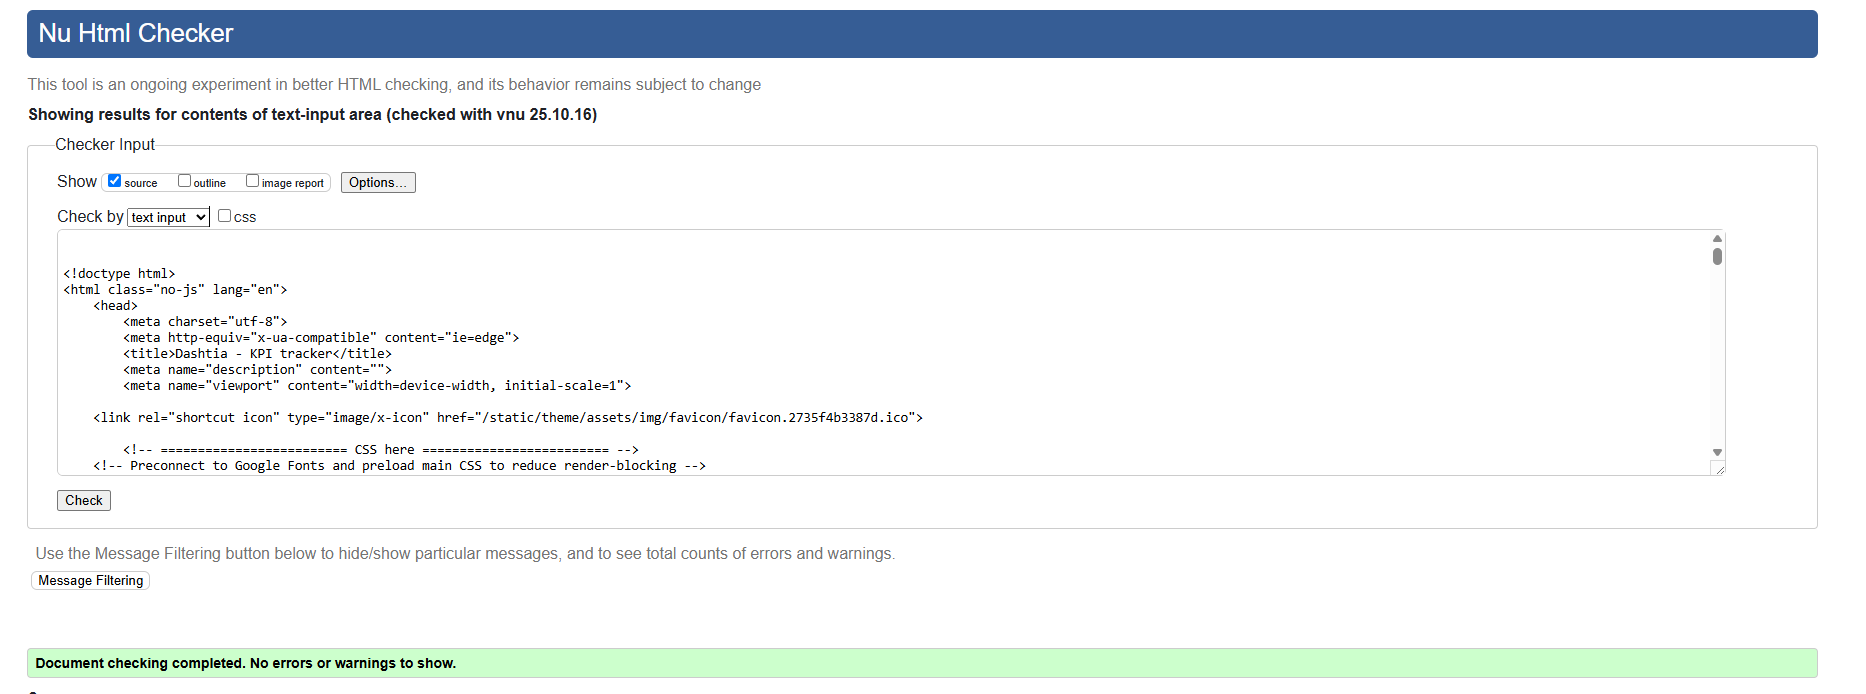 Nu Html Checker
This tool is an ongoing experiment in better HTML checking, and its behavior remains subject to change
Showing results for contents of text-input area (checked with vnu 25.10.16)
Checker Input
Show source outline image report Options...
Check by text input css
<!doctype html>
<html class="no-js" lang="en">
    <head>
        <meta charset="utf-8">
        <meta http-equiv="x-ua-compatible" content="ie=edge">
        <title>Dashtia - KPI tracker</title>
        <meta name="description" content="">
        <meta name="viewport" content="width=device-width, initial-scale=1">
    <link rel="shortcut icon" type="image/x-icon" href="/static/theme/assets/img/favicon/favicon.2735f4b3387d.ico">
        <!-- ========================= CSS here ========================= -->
    <!-- Preconnect to Google Fonts and preload main CSS to reduce render-blocking -->
Check
Use the Message Filtering button below to hide/show particular messages, and to see total counts of errors and warnings.
Message Filtering
Document checking completed. No errors or warnings to show.